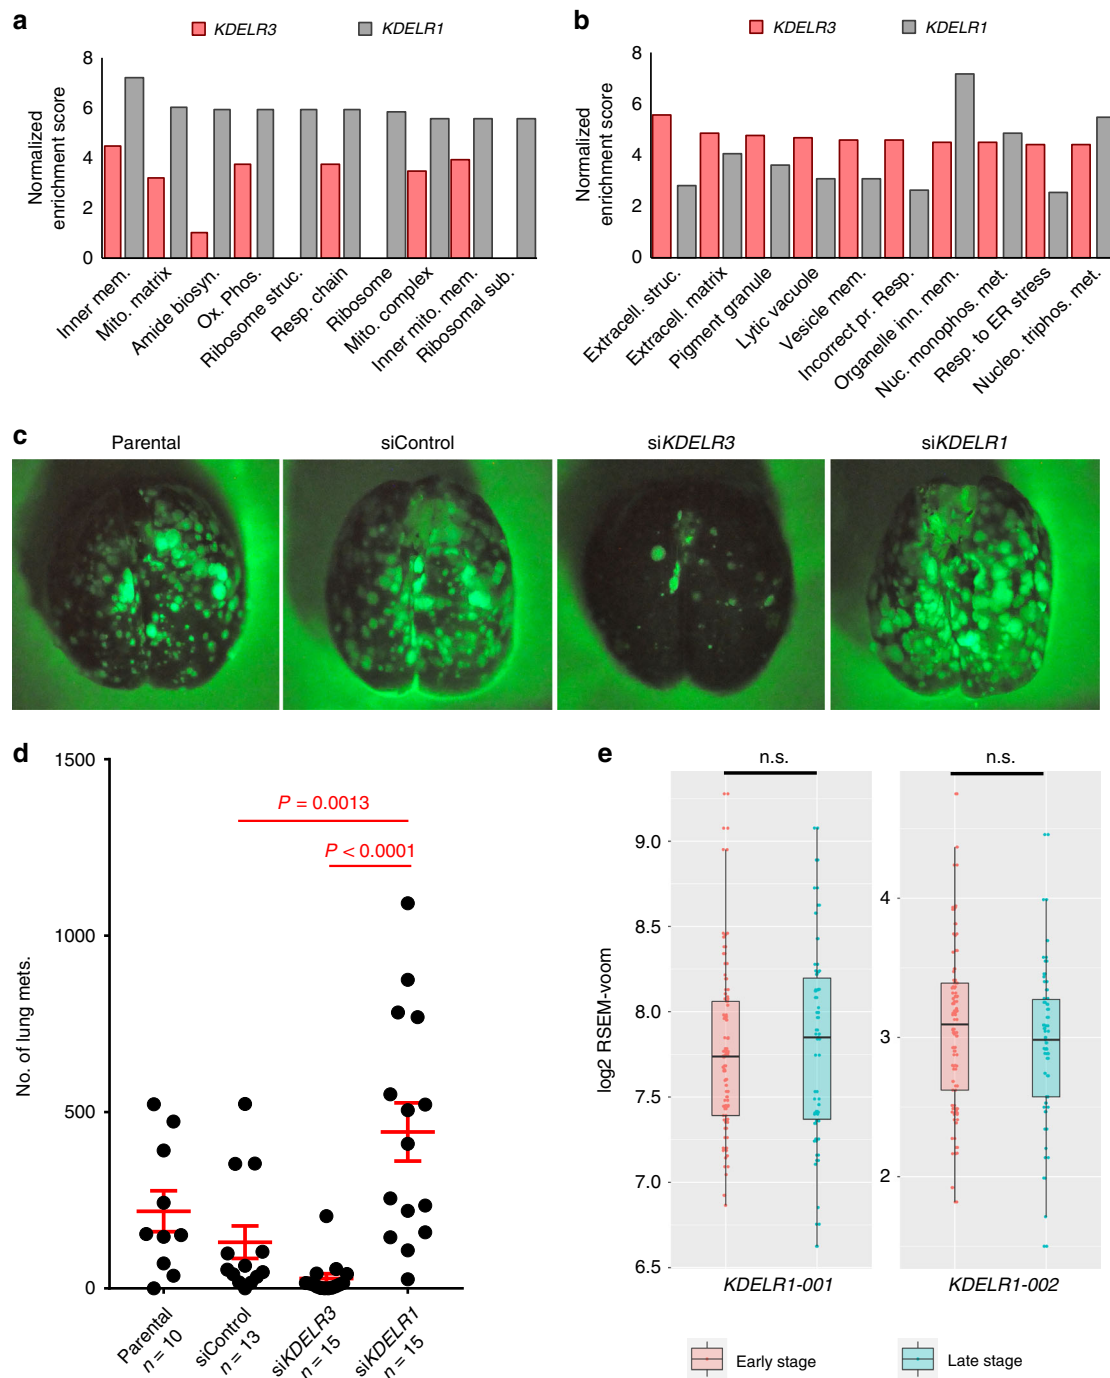 a
KDELR3
KDELR1
Normalized
enrichment score
8
6
4
2
0
Inner mem.
Mito. matrix
Amide biosyn.
Ox. Phos.
Ribosome struc.
Resp. chain
Ribosome
Mito. complex
Inner mito. mem.
Ribosomal sub.
b
KDELR3
KDELR1
Normalized
enrichment score
8
6
4
2
0
Extracell. struc.
Extracell. matrix
Pigment granule
Lytic vacuole
Vesicle mem.
Incorrect pr. Resp.
Organelle inn. mem.
Nuc. monophos. met.
Resp. to ER stress
Nucleo. triphos. met.
c
Parental
siControl
siKDELR3
siKDELR1
d
No. of lung mets.
1500
1000
500
0
P = 0.0013
P < 0.0001
Parental
n = 10
siControl
n = 13
siKDELR3
n = 15
siKDELR1
n = 15
e
log2 RSEM-voom
n.s.
9.0
8.5
8.0
7.5
7.0
6.5
KDELR1-001
n.s.
4
3
2
KDELR1-002
Early stage
Late stage